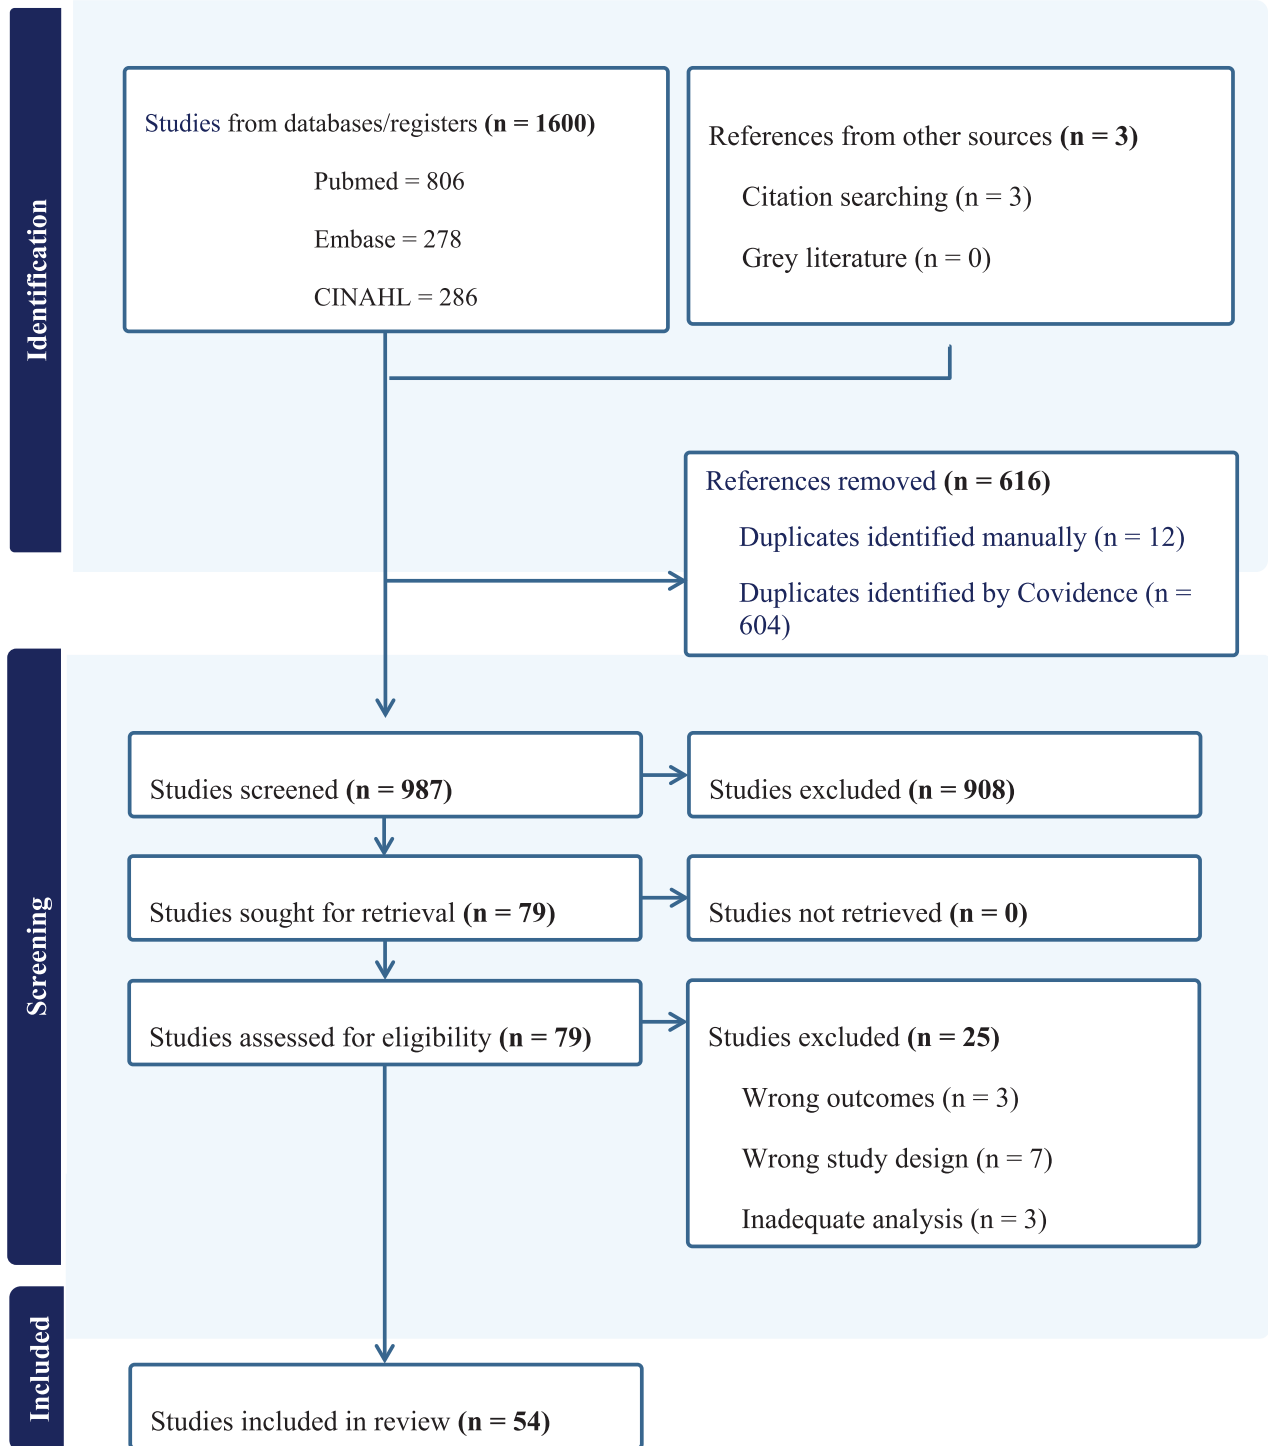 Identification
Studies from databases/registers (n = 1600)
Pubmed = 806
Embase = 278
CINAHL = 286
References from other sources (n = 3)
Citation searching (n = 3)
Grey literature (n = 0)
References removed (n = 616)
Duplicates identified manually (n = 12)
Duplicates identified by Covidence (n =
604)
Screening
Studies screened (n = 987)
Studies excluded (n = 908)
Studies sought for retrieval (n = 79)
Studies not retrieved (n = 0)
Studies assessed for eligibility (n = 79)
Studies excluded (n = 25)
Wrong outcomes (n = 3)
Wrong study design (n = 7)
Inadequate analysis (n = 3)
Included
Studies included in review (n = 54)